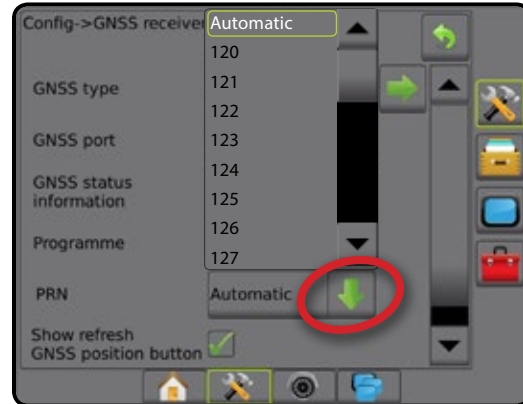 Config->GNSS receive
Automatic
120
121
GNSS type
122
GNSS port
123
124
GNSS status
information
125
126
Programme
127
PRN
Automatic
Show refresh
GNSS position button